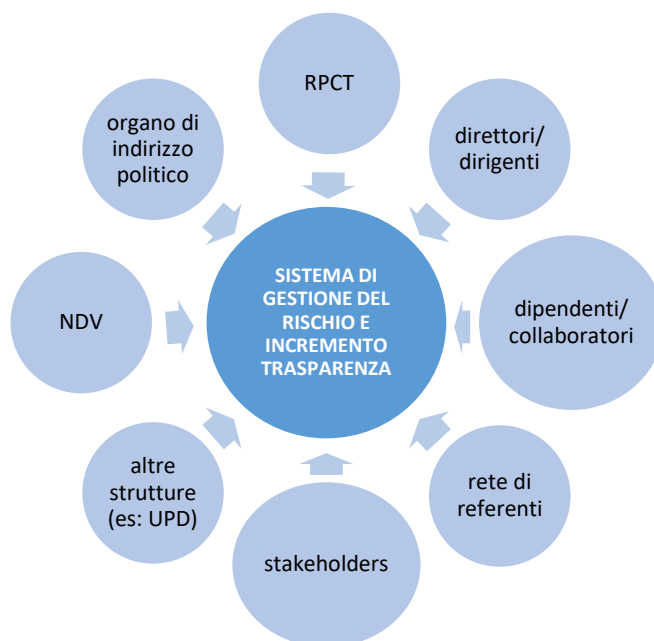 RPCT
organo di
indirizzo
politico
direttori/
dirigenti
SISTEMA DI
GESTIONE DEL
RISCHIO E
INCREMENTO
TRASPARENZA
NDV
dipendenti/
collaboratori
altre
strutture
(es: UPD)
rete di
referenti
stakeholders